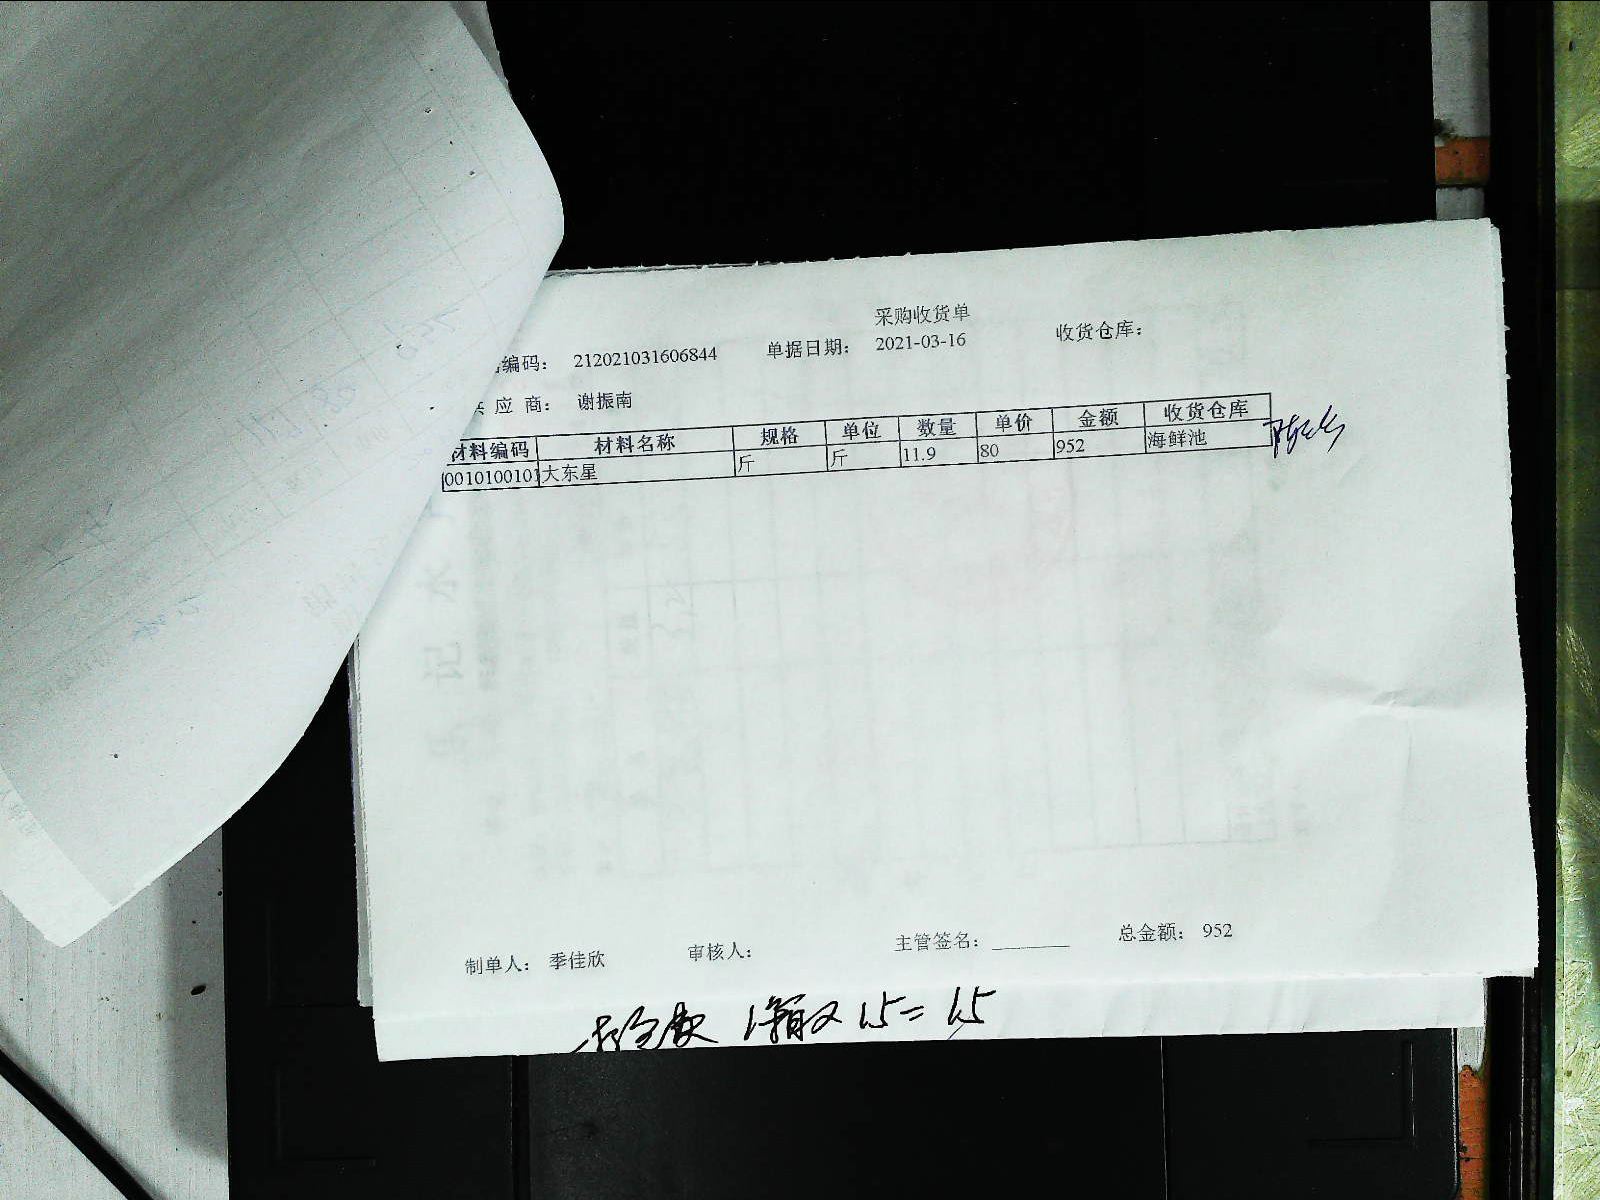 采购收货单
编码： 212021031606844 单据日期： 2021-03-16 收货仓库：
应 商： 谢振南
材料编码 材料名称 规格 单位 数量 单价 金额 收货仓库
0010100101 大东星 斤 斤 11.9 80 952 海鲜池
制单人： 季佳欣 审核人： 主管签名： ________ 总金额： 952